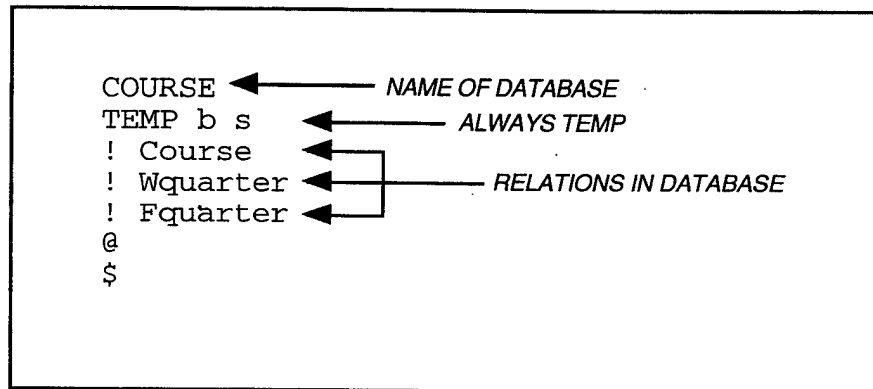 COURSE NAME OF DATABASE
TEMP b s ALWAYS TEMP
! Course
! Wquarter RELATIONS IN DATABASE
! Fquarter
@
$